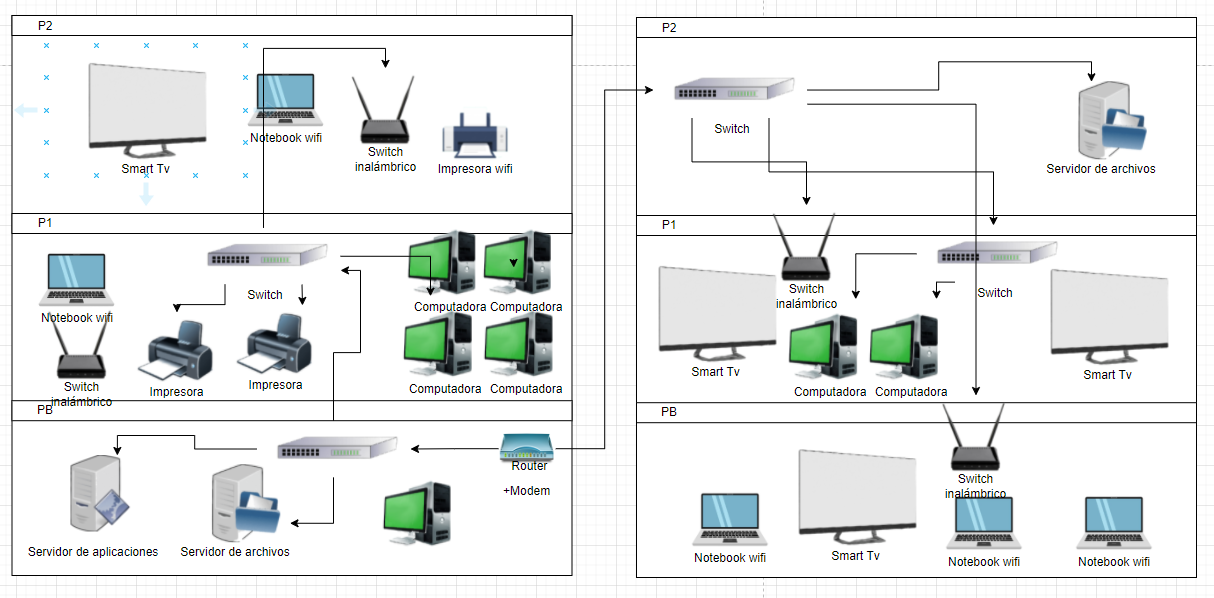 P2
Smart Tv
Notebook wifi
Switch
inalámbrico
Impresora wifi
P1
Notebook wifi
Switch
inalámbrico
Switch
Impresora
Impresora
Computadora
Computadora
Computadora
Computadora
PB
Servidor de aplicaciones
Servidor de archivos
Router
+Modem
P2
Switch
Servidor de archivos
P1
Smart Tv
Switch
inalámbrico
Switch
Computadora
Computadora
Smart Tv
PB
Notebook wifi
Smart Tv
Switch
inalámbrico
Notebook wifi
Notebook wifi